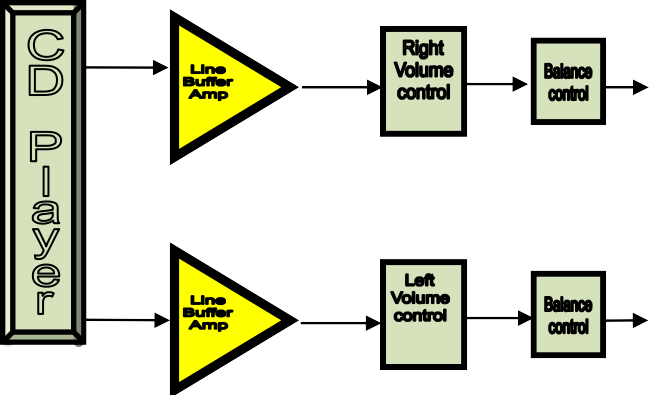 CD Player
Line
Buffer
Amp
Right
Volume
control
Balance
control
Line
Buffer
Amp
Left
Volume
control
Balance
control